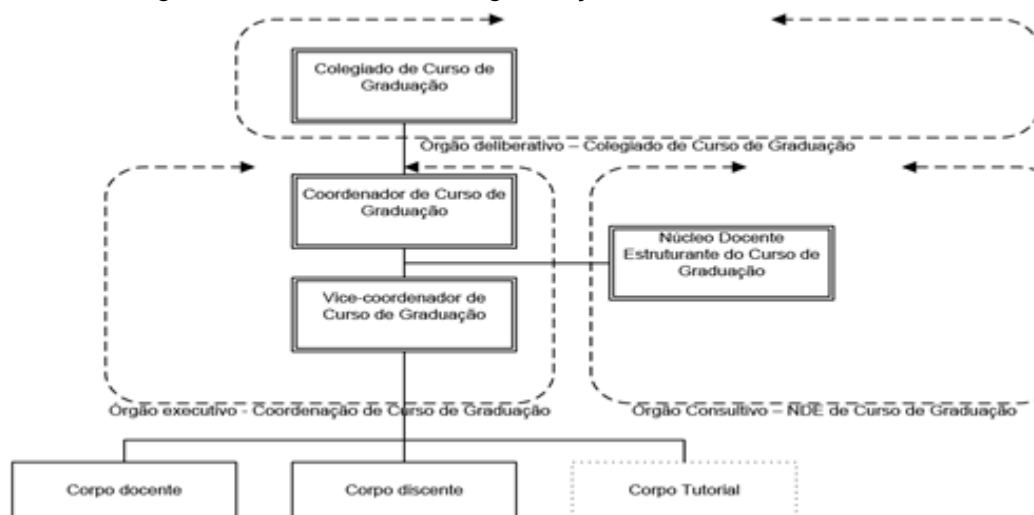 Colegiado de Curso de
Graduação
Órgão deliberativo – Colegiado de Curso de Graduação
Coordenador de Curso de
Graduação
Núcleo Docente
Estruturante do Curso de
Graduação
Vice-coordenador de
Curso de Graduação
Órgão executivo - Coordenação de Curso de Graduação
Órgão Consultivo – NDE de Curso de Graduação
Corpo docente
Corpo discente
Corpo Tutorial